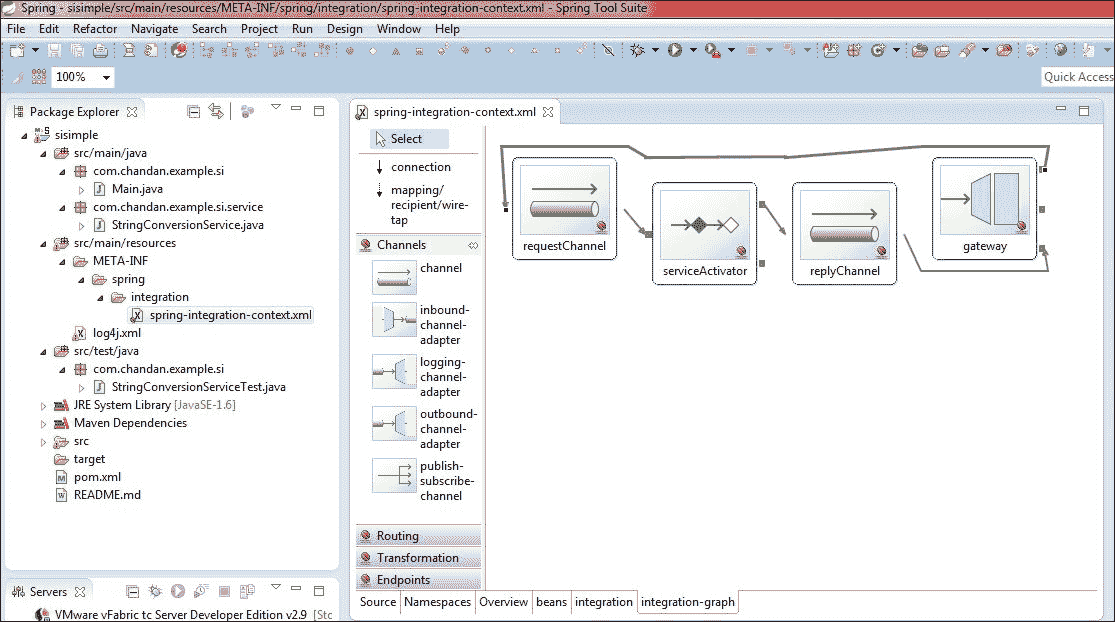 Spring - sisimple/src/main/resources/META-INF/spring/integration/spring-integration-context.xml - Spring Tool Suite
File Edit Refactor Navigate Search Project Run Design Window Help
100%
Quick Access
Package Explorer
sisimple
src/main/java
com.chandan.example.si
Main.java
com.chandan.example.si.service
StringConversionService.java
src/main/resources
META-INF
spring
integration
spring-integration-context.xml
log4j.xml
src/test/java
com.chandan.example.si
StringConversionServiceTest.java
JRE System Library [JavaSE-1.6]
Maven Dependencies
src
target
pom.xml
README.md
Servers
VMware vFabric tc Server Developer Edition v2.9 [Stc
spring-integration-context.xml
Select
connection
mapping/
recipient/wire-
tap
Channels
channel
inbound-
channel-
adapter
logging-
channel-
adapter
outbound-
channel-
adapter
publish-
subscribe-
channel
Routing
Transformation
Endpoints
requestChannel
serviceActivator
replyChannel
gateway
Source Namespaces Overview beans integration integration-graph